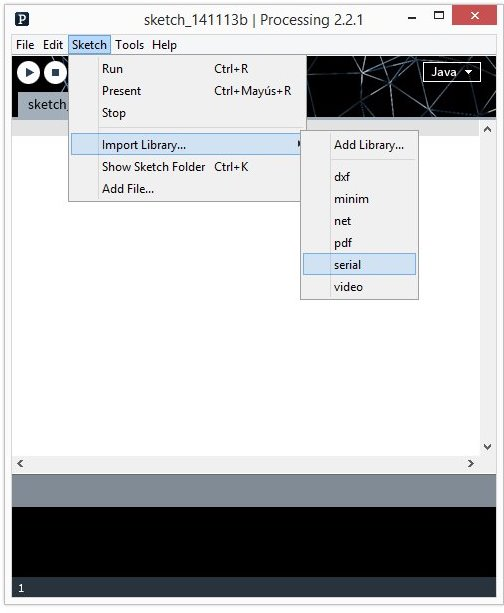 P sketch_141113b | Processing 2.2.1
File Edit Sketch Tools Help
Java
sketch_
Run Ctrl+R
Present Ctrl+Mayús+R
Stop
Import Library...
Show Sketch Folder Ctrl+K
Add File...
Add Library...
dxf
minim
net
pdf
serial
video
1